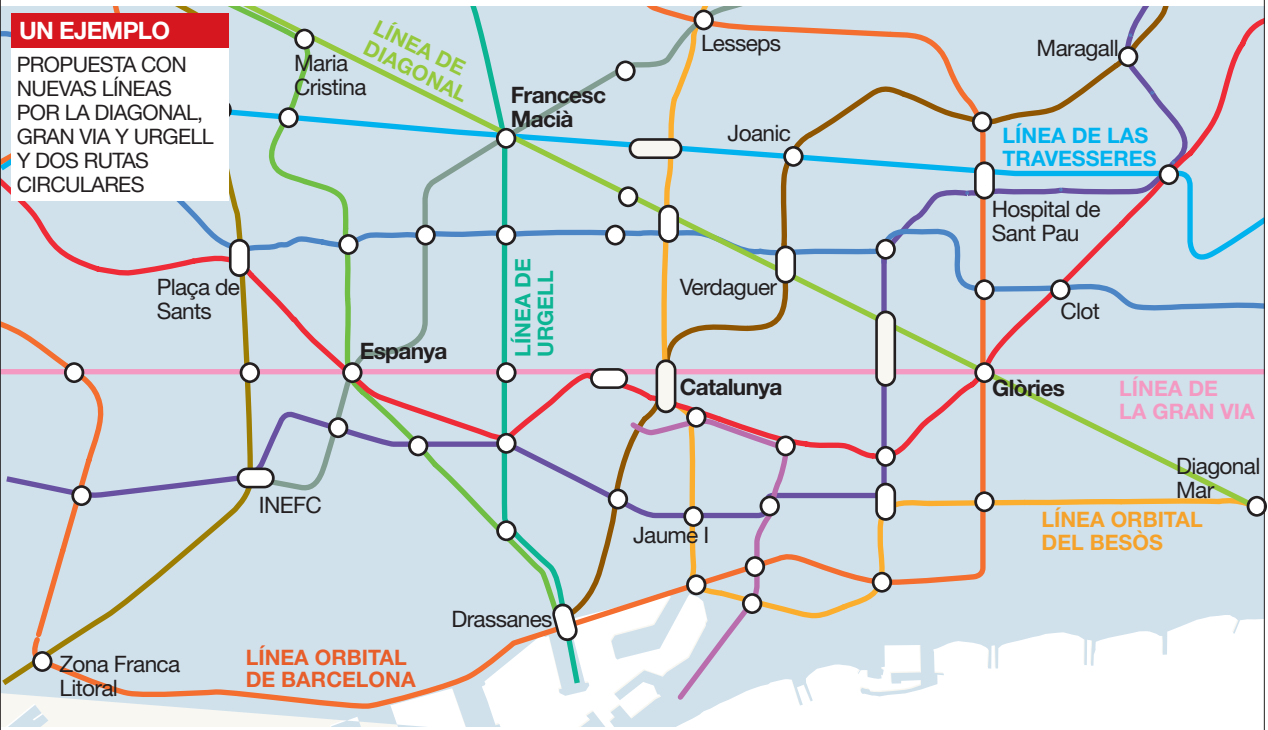 UN EJEMPLO
PROPUESTA CON
NUEVAS LÍNEAS
POR LA DIAGONAL,
GRAN VIA Y URGELL
Y DOS RUTAS
CIRCULARES
Maria
Cristina
LÍNEA DE
DIAGONAL
Francesc
Macià
Lesseps
Joanic
Maragall
LÍNEA DE LAS
TRAVESSERES
Hospital de
Sant Pau
Plaça de
Sants
LÍNEA DE
URGELL
Verdaguer
Clot
Espanya
Catalunya
Glòries
LÍNEA DE
LA GRAN VIA
Diagonal
Mar
INEFC
Jaume I
LÍNEA ORBITAL
DEL BESÒS
Drassanes
Zona Franca
Litoral
LÍNEA ORBITAL
DE BARCELONA